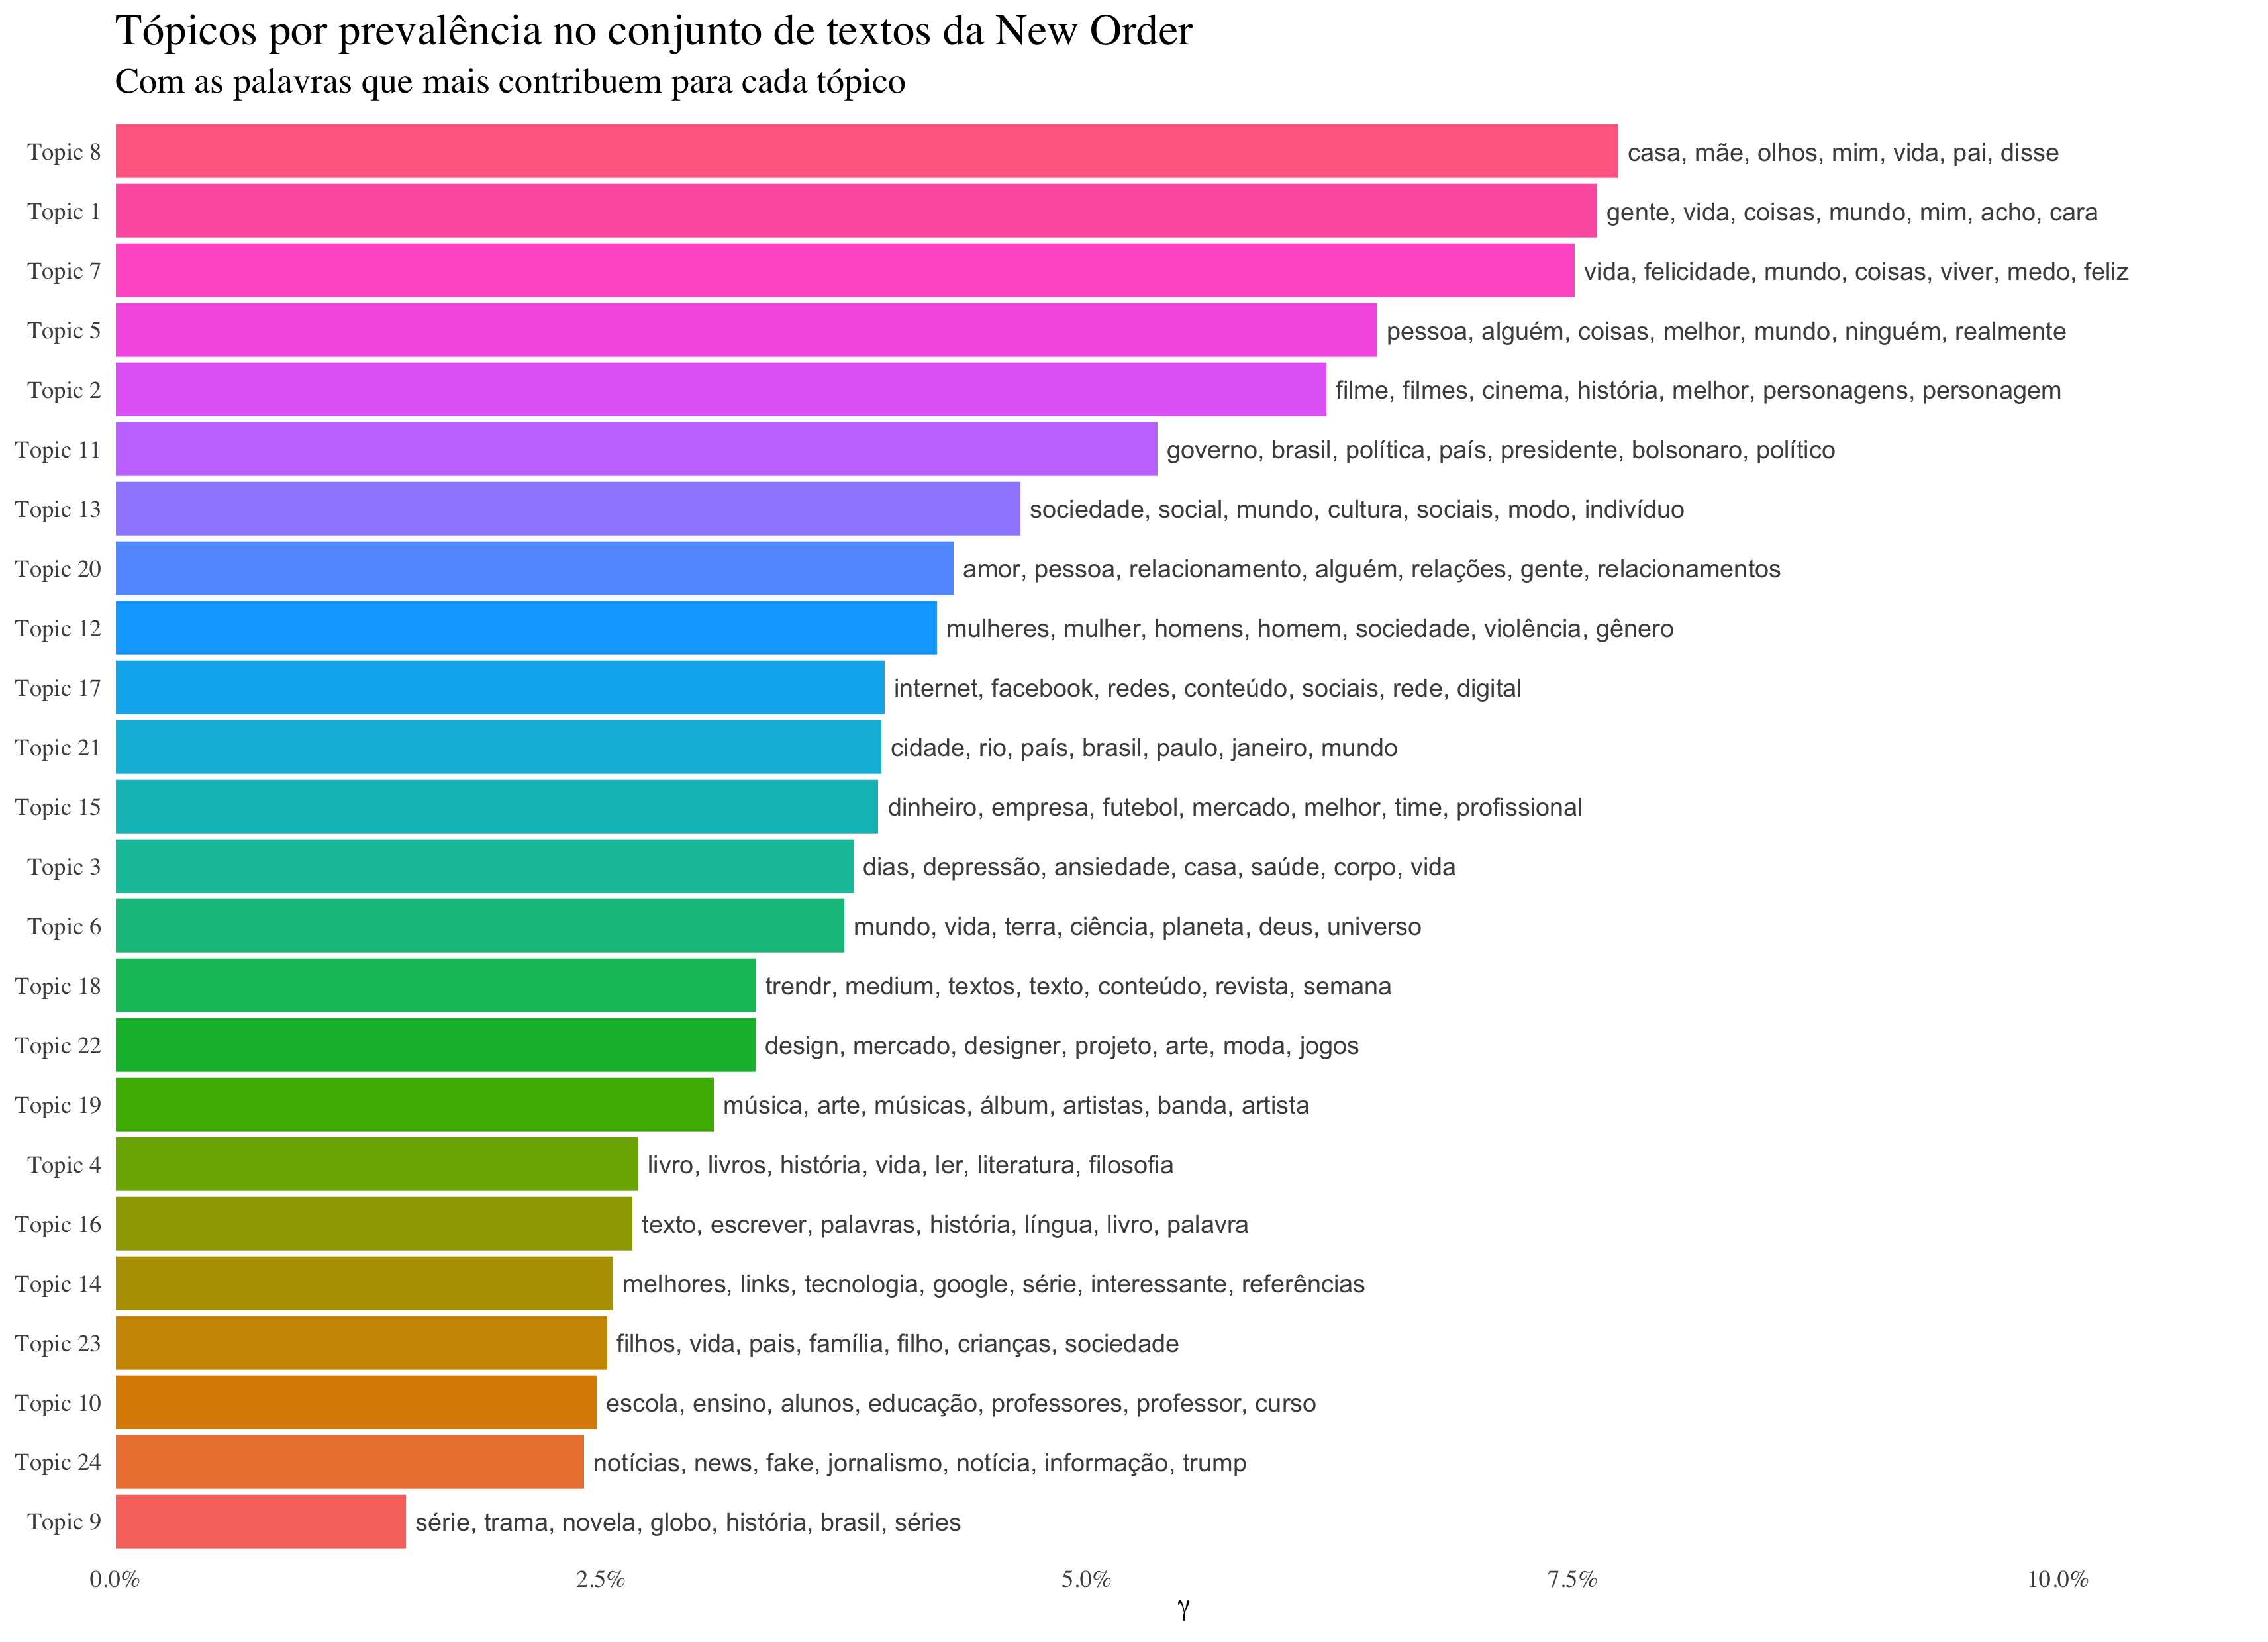 Tópicos por prevalência no conjunto de textos da New Order
Com as palavras que mais contribuem para cada tópico
Topic 8 casa, mãe, olhos, mim, vida, pai, disse
Topic 1 gente, vida, coisas, mundo, mim, acho, cara
Topic 7 vida, felicidade, mundo, coisas, viver, medo, feliz
Topic 5 pessoa, alguém, coisas, melhor, mundo, ninguém, realmente
Topic 2 filme, filmes, cinema, história, melhor, personagens, personagem
Topic 11 governo, brasil, política, país, presidente, bolsonaro, político
Topic 13 sociedade, social, mundo, cultura, sociais, modo, indivíduo
Topic 20 amor, pessoa, relacionamento, alguém, relações, gente, relacionamentos
Topic 12 mulheres, mulher, homens, homem, sociedade, violência, gênero
Topic 17 internet, facebook, redes, conteúdo, sociais, rede, digital
Topic 21 cidade, rio, país, brasil, paulo, janeiro, mundo
Topic 15 dinheiro, empresa, futebol, mercado, melhor, time, profissional
Topic 3 dias, depressão, ansiedade, casa, saúde, corpo, vida
Topic 6 mundo, vida, terra, ciência, planeta, deus, universo
Topic 18 trendr, medium, textos, texto, conteúdo, revista, semana
Topic 22 design, mercado, designer, projeto, arte, moda, jogos
Topic 19 música, arte, músicas, álbum, artistas, banda, artista
Topic 4 livro, livros, história, vida, ler, literatura, filosofia
Topic 16 texto, escrever, palavras, história, língua, livro, palavra
Topic 14 melhores, links, tecnologia, google, série, interessante, referências
Topic 23 filhos, vida, pais, família, filho, crianças, sociedade
Topic 10 escola, ensino, alunos, educação, professores, professor, curso
Topic 24 notícias, news, fake, jornalismo, notícia, informação, trump
Topic 9 série, trama, novela, globo, história, brasil, séries
0.0% 2.5% 5.0% 7.5% 10.0%
γ